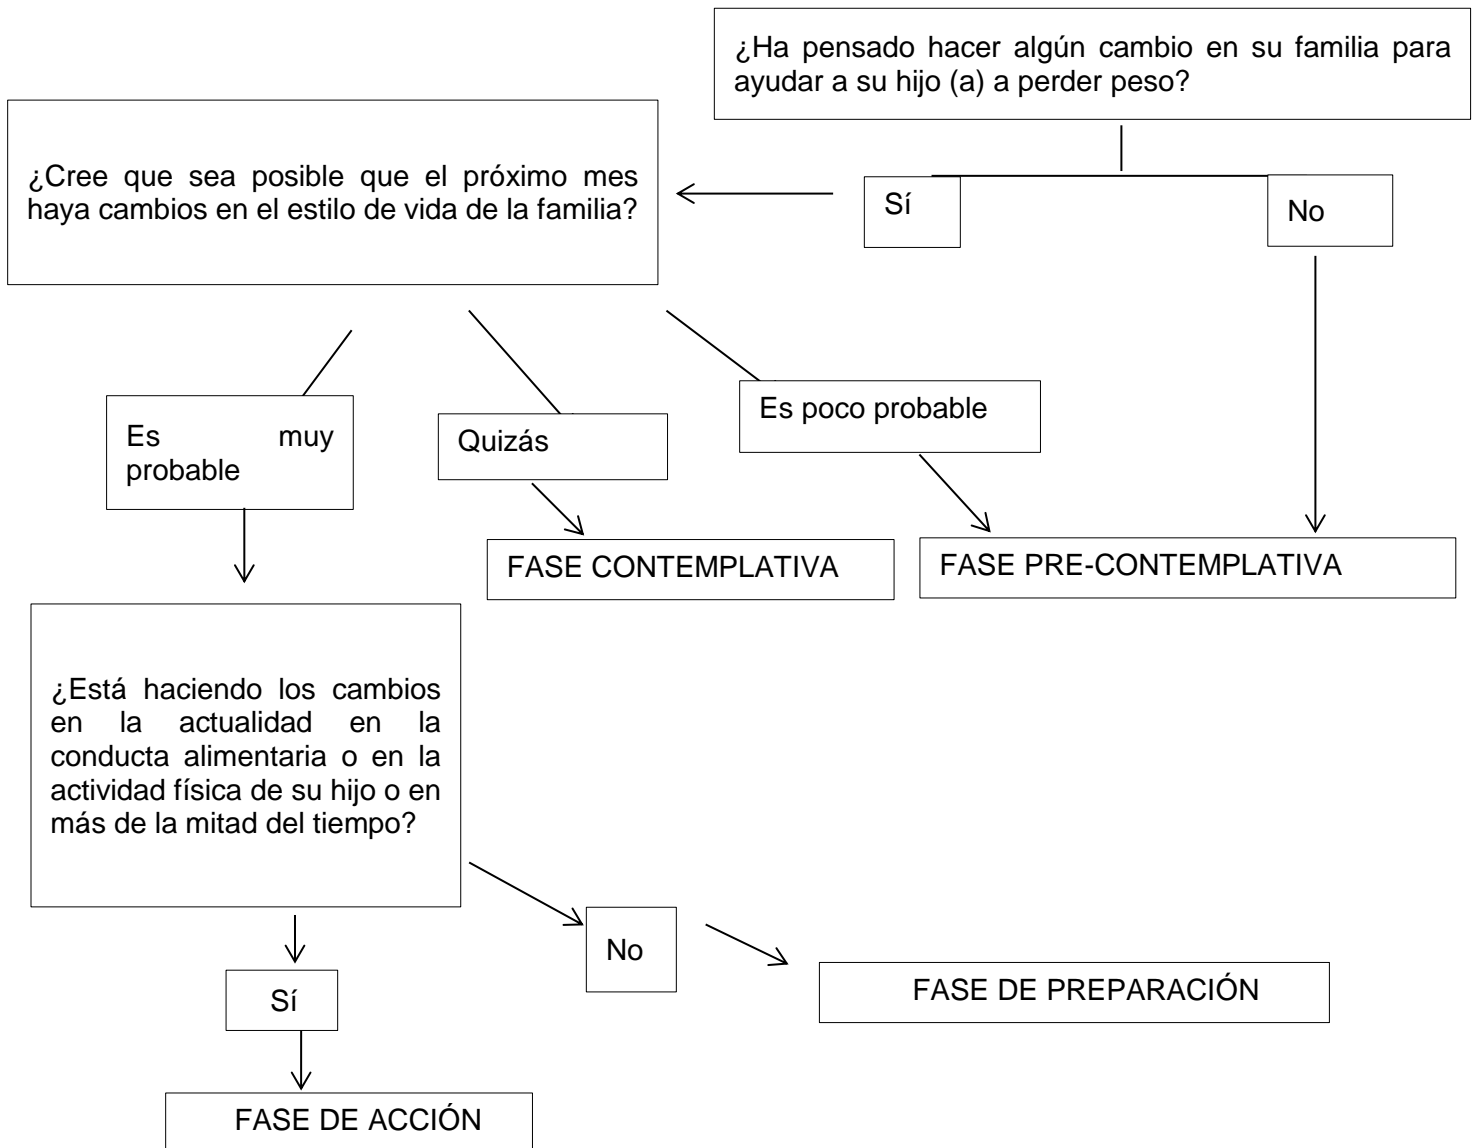 ¿Ha pensado hacer algún cambio en su familia para
ayudar a su hijo (a) a perder peso?
¿Cree que sea posible que el próximo mes
haya cambios en el estilo de vida de la familia?
Sí
No
Es muy
probable
Quizás
Es poco probable
FASE CONTEMPLATIVA
FASE PRE-CONTEMPLATIVA
¿Está haciendo los cambios
en la actualidad en la
conducta alimentaria o en la
actividad física de su hijo o en
más de la mitad del tiempo?
No
Sí
FASE DE PREPARACIÓN
FASE DE ACCIÓN